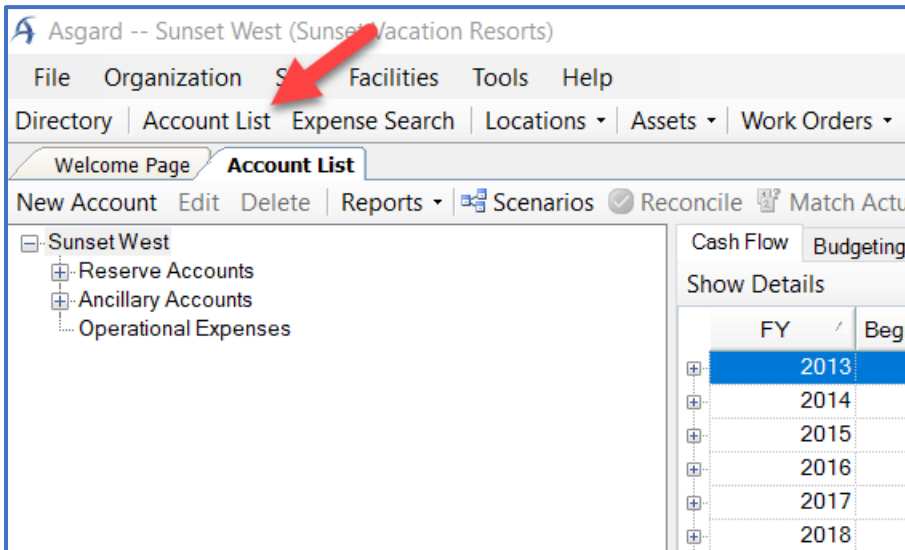 Asgard -- Sunset West (Sunset Vacation Resorts)
File Organization Facilities Tools Help
Directory Account List Expense Search Locations Assets Work Orders
Welcome Page Account List
New Account Edit Delete Reports Scenarios Reconcile Match Actu
Sunset West
Reserve Accounts
Ancillary Accounts
Operational Expenses
Cash Flow Budgeting
Show Details
FY Beg
2013
2014
2015
2016
2017
2018